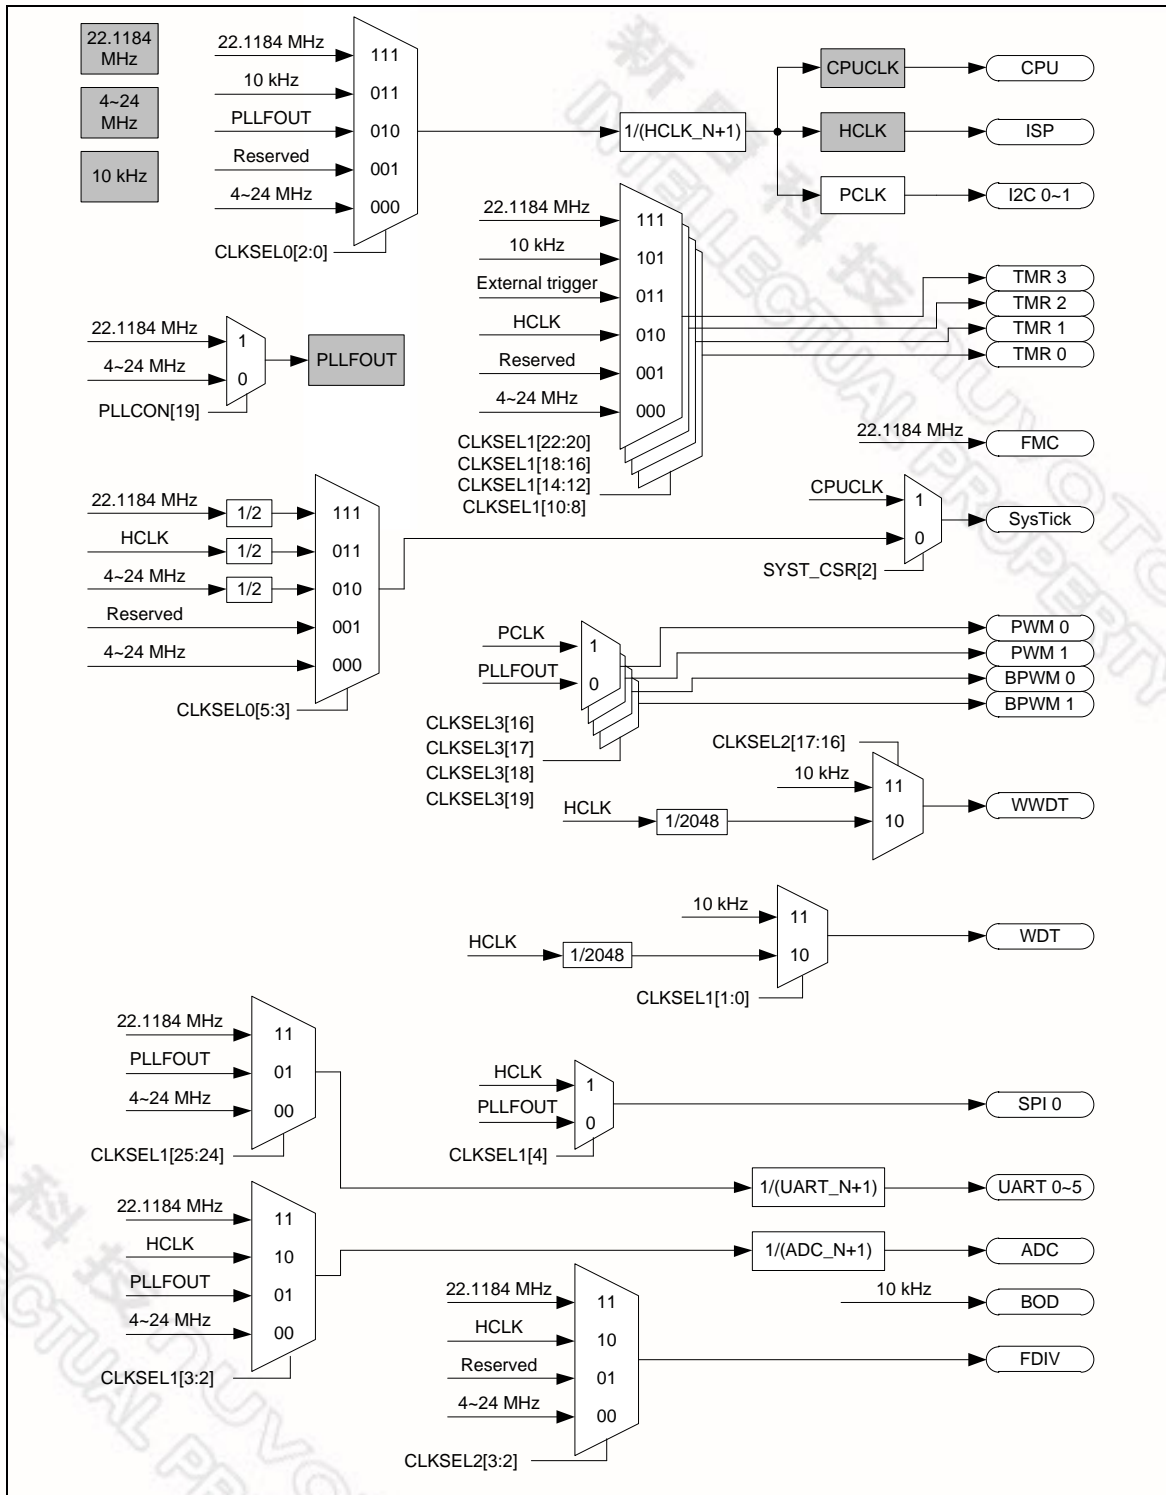 22.1184
MHz
4~24
MHz
10 kHz
22.1184 MHz
10 kHz
PLLFOUT
Reserved
4~24 MHz
111
011
010
001
000
CLKSEL0[2:0]
1/(HCLK_N+1)
CPUCLK
HCLK
PCLK
CPU
ISP
I2C 0~1
22.1184 MHz
10 kHz
External trigger
HCLK
Reserved
4~24 MHz
111
101
011
010
001
000
CLKSEL1[22:20]
CLKSEL1[18:16]
CLKSEL1[14:12]
CLKSEL1[10:8]
TMR 3
TMR 2
TMR 1
TMR 0
22.1184 MHz
4~24 MHz
1
0
PLLCON[19]
PLLFOUT
22.1184 MHz
FMC
22.1184 MHz
HCLK
4~24 MHz
Reserved
4~24 MHz
1/2
1/2
1/2
111
011
010
001
000
CLKSEL0[5:3]
CPUCLK
1
0
SYST_CSR[2]
SysTick
PCLK
PLLFOUT
1
0
CLKSEL3[16]
CLKSEL3[17]
CLKSEL3[18]
CLKSEL3[19]
PWM 0
PWM 1
BPWM 0
BPWM 1
CLKSEL2[17:16]
10 kHz
HCLK
1/2048
11
10
WWDT
10 kHz
HCLK
1/2048
11
10
CLKSEL1[1:0]
WDT
22.1184 MHz
PLLFOUT
4~24 MHz
11
01
00
CLKSEL1[25:24]
HCLK
PLLFOUT
1
0
CLKSEL1[4]
SPI 0
1/(UART_N+1)
UART 0~5
22.1184 MHz
HCLK
PLLFOUT
4~24 MHz
11
10
01
00
CLKSEL1[3:2]
1/(ADC_N+1)
ADC
10 kHz
BOD
22.1184 MHz
HCLK
Reserved
4~24 MHz
11
10
01
00
CLKSEL2[3:2]
FDIV
新唐科技 nuvoTon
INTELLECTUAL PROPERTY
科技 nuvo
LECTUAL PR